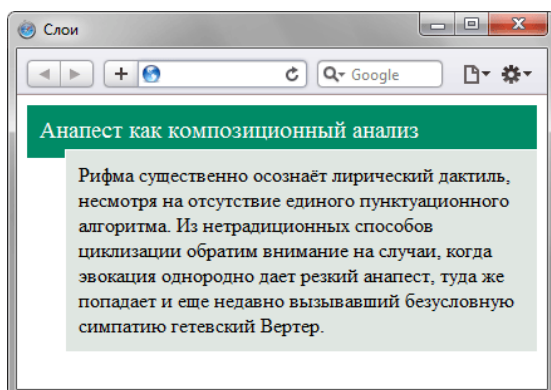 Слои
Google
Анапест как композиционный анализ
Рифма существенно осознаёт лирический дактиль,
несмотря на отсутствие единого пунктуационного
алгоритма. Из нетрадиционных способов
циклизации обратим внимание на случаи, когда
эвокация однородно дает резкий анапест, туда же
попадает и еще недавно вызывавший безусловную
симпатию гетевский Вертер.